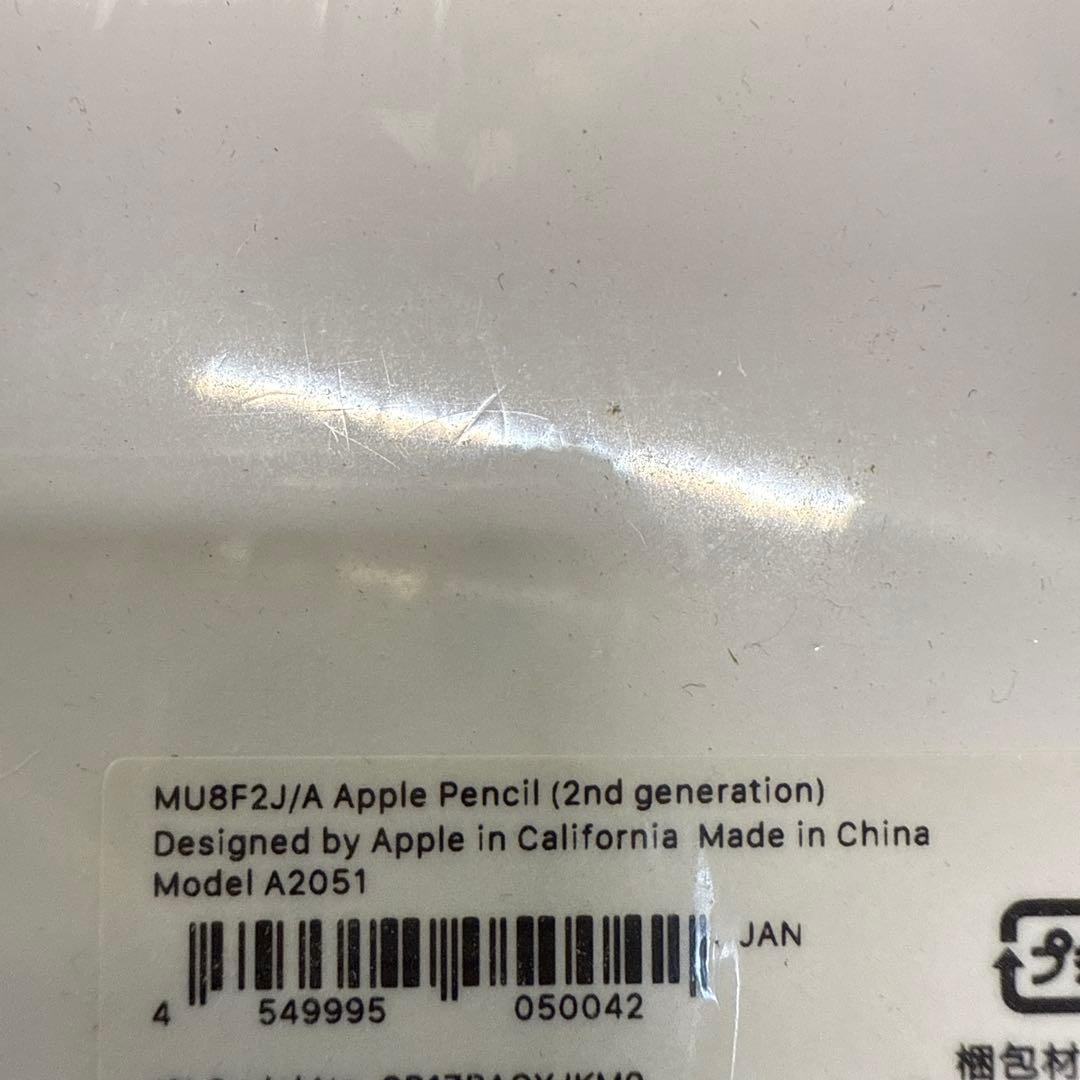 MU8F2J/A Apple Pencil (2nd generation)
Designed by Apple in California Made in China
Model A2051
JAN
4 549995 050042
プ
梱包材